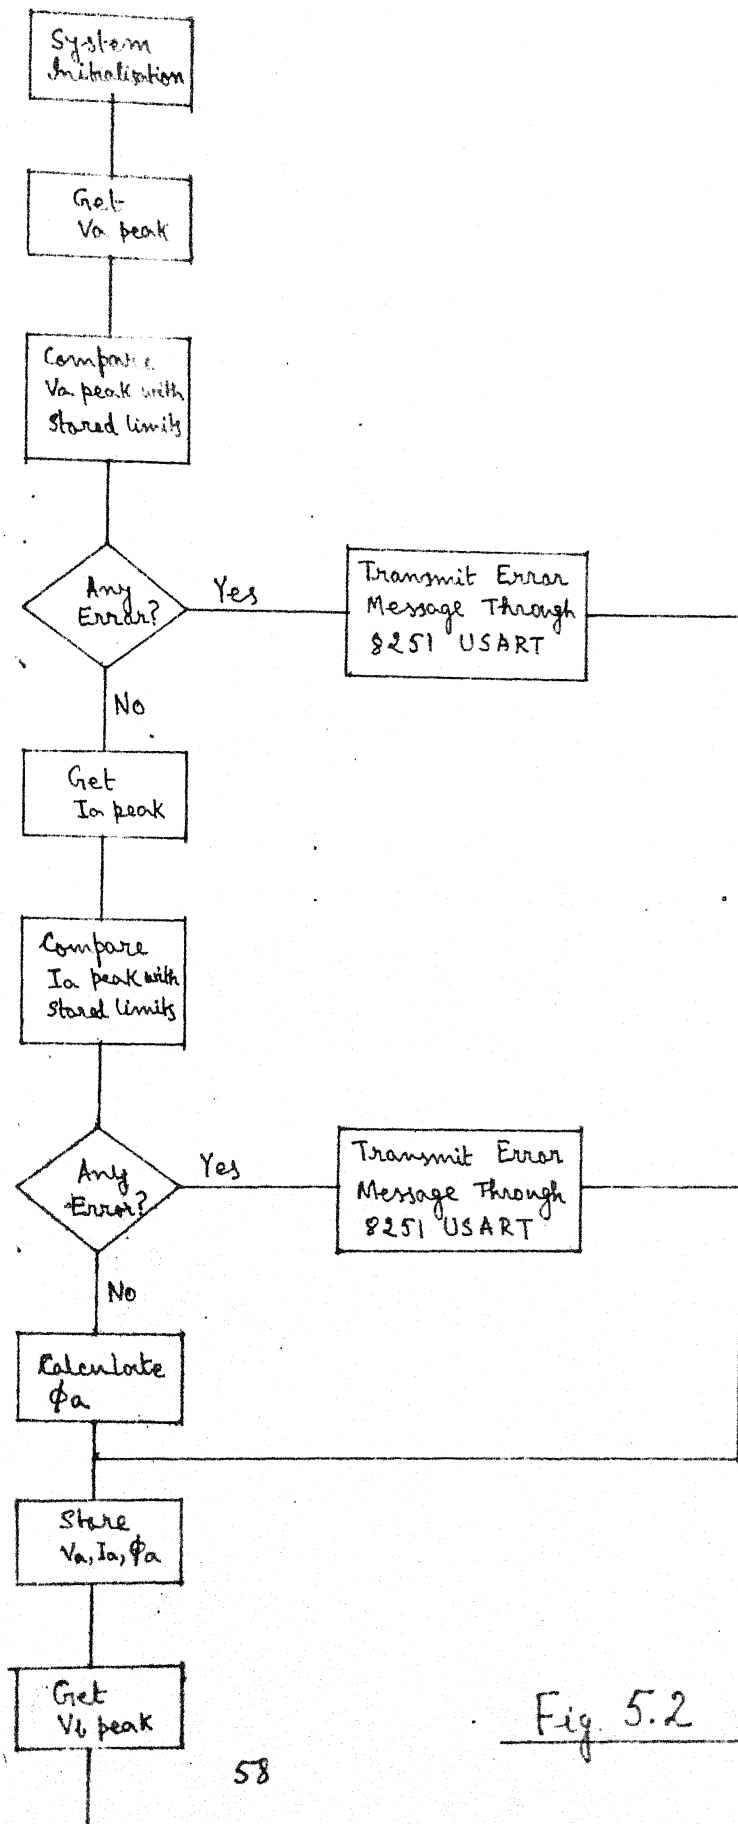 System
Initialisation
Get
Va peak
Compare
Va peak with
stored limits
Any
Error?
Yes
Transmit Error
Message Through
8251 USART
No
Get
Ia peak
Compare
Ia peak with
stored limits
Any
Error?
Yes
Transmit Error
Message Through
8251 USART
No
Calculate
ϕa
Store
Va, Ia, ϕa
Get
Vb peak
Fig. 5.2
58